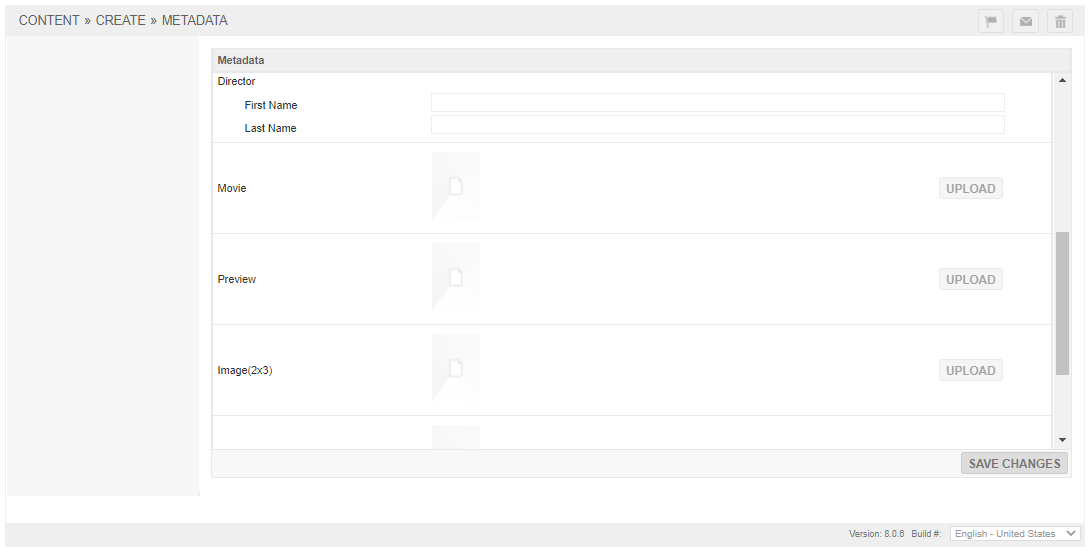 CONTENT » CREATE » METADATA
Metadata
Director
First Name
Last Name
Movie
UPLOAD
Preview
UPLOAD
Image(2x3)
UPLOAD
SAVE CHANGES
Version: 8.0.6 Build #: English - United States